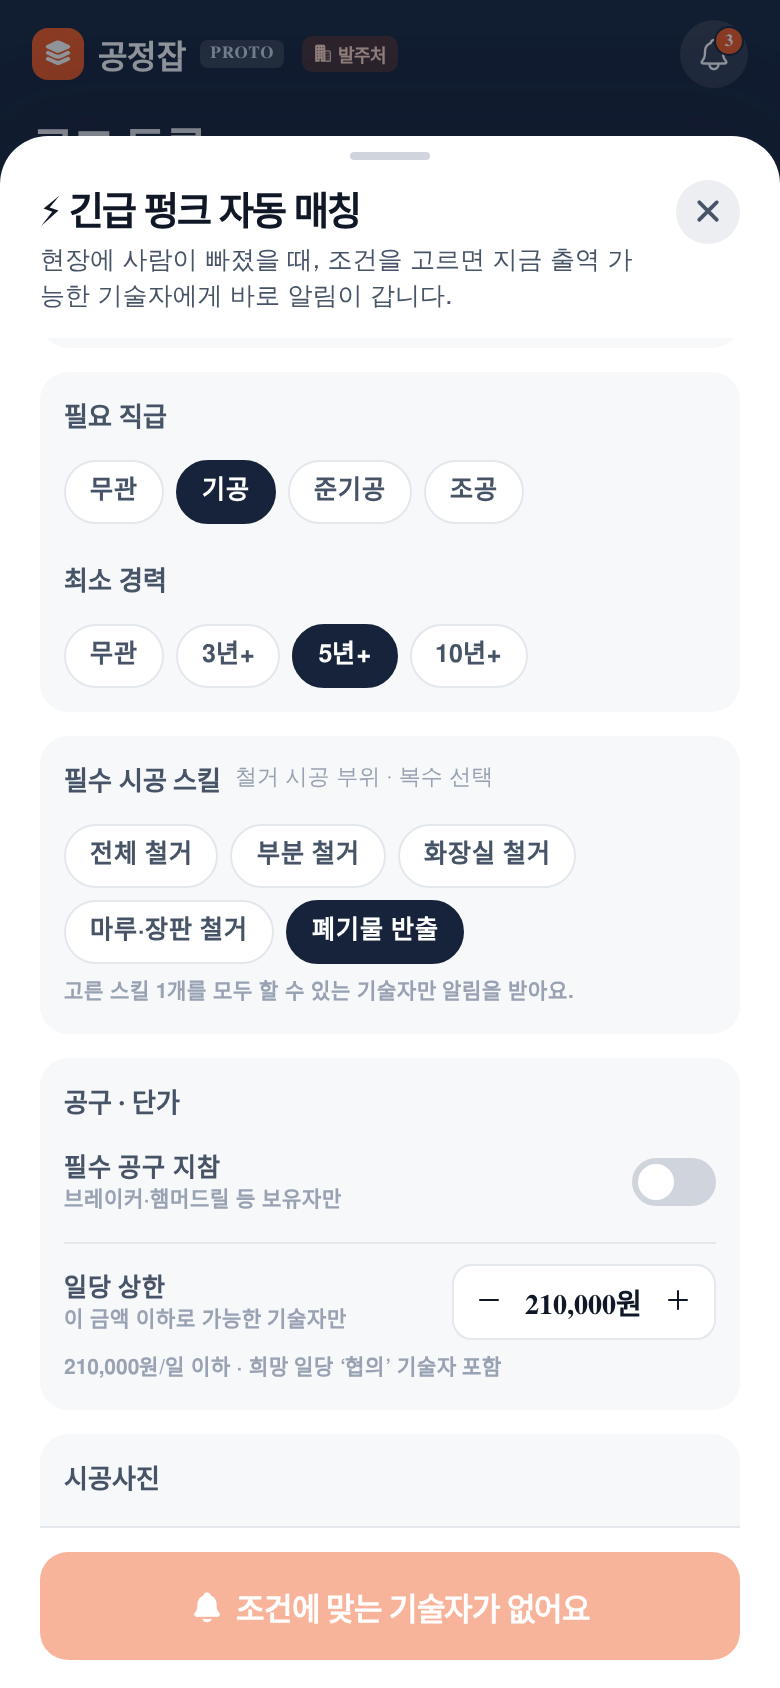 공정잡 PROTO 발주처 3
⚡ 긴급 펑크 자동 매칭
현장에 사람이 빠졌을 때, 조건을 고르면 지금 출역 가
능한 기술자에게 바로 알림이 갑니다.
필요 직급
무관 기공 준기공 조공
최소 경력
무관 3년+ 5년+ 10년+
필수 시공 스킬 철거 시공 부위 · 복수 선택
전체 철거 부분 철거 화장실 철거
마루·장판 철거 폐기물 반출
고른 스킬 1개를 모두 할 수 있는 기술자만 알림을 받아요.
공구 · 단가
필수 공구 지참
브레이커·햄머드릴 등 보유자만
일당 상한
이 금액 이하로 가능한 기술자만
− 210,000원 +
210,000원/일 이하 · 희망 일당 ‘협의’ 기술자 포함
시공사진
조건에 맞는 기술자가 없어요